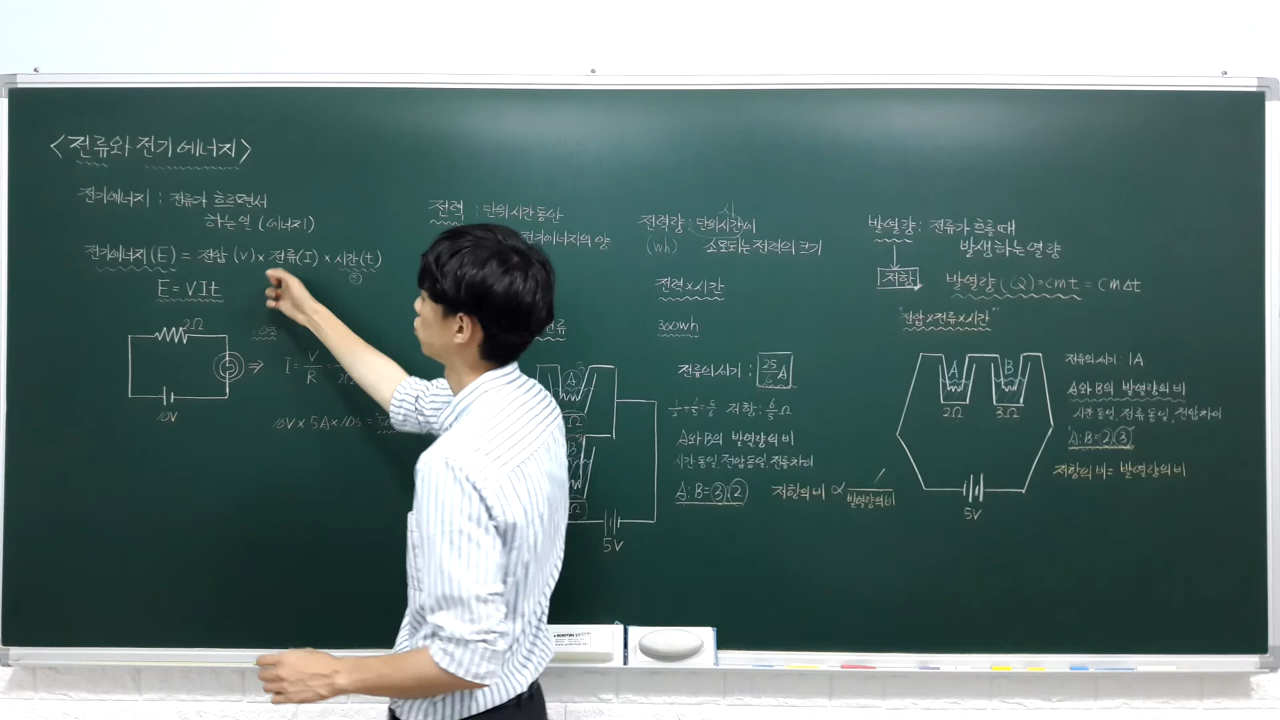 <전류와 전기 에너지>
전기에너지 : 전류가 흐르면서
하는일 (에너지)
전기에너지(E) = 전압 (V) × 전류(I) × 시간(t)
초
E = VIt
2Ω
10V
10초
I = V/R =
10V × 5A × 10s =
전력 : 단위시간동안
전기에너지의 양
A
B
5V
전력량 : 단위시간이
(Wh) 소모되는 전력의 크기
전력×시간
300Wh
전류의 세기 : 25/6 A
저항 : 6/5 Ω
A와 B의 발열량의 비
시간동일, 전압동일, 전류차이
A : B = ③ : ②
저항의 비 ∝ 1/발열량의 비
발열량 : 전류가 흐를 때
발생하는 열량
저항
발열량 (Q) = cmt = cmΔt
"전압×전류×시간"
A B
2Ω 3Ω
5V
전류의 세기 : 1A
A와 B의 발열량의 비
시간동일, 전류동일, 전압차이
A : B = ② : ③
저항의 비 = 발열량의 비